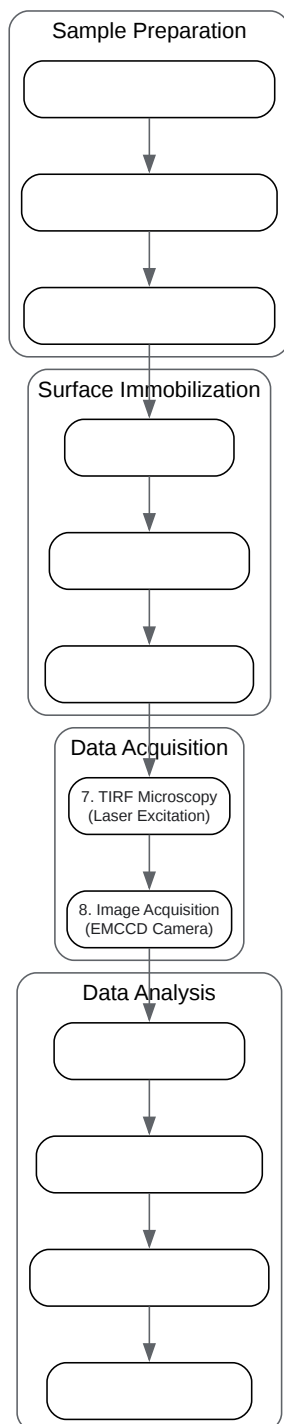 Sample Preparation
Surface Immobilization
Data Acquisition
7. TIRF Microscopy
(Laser Excitation)
8. Image Acquisition
(EMCCD Camera)
Data Analysis